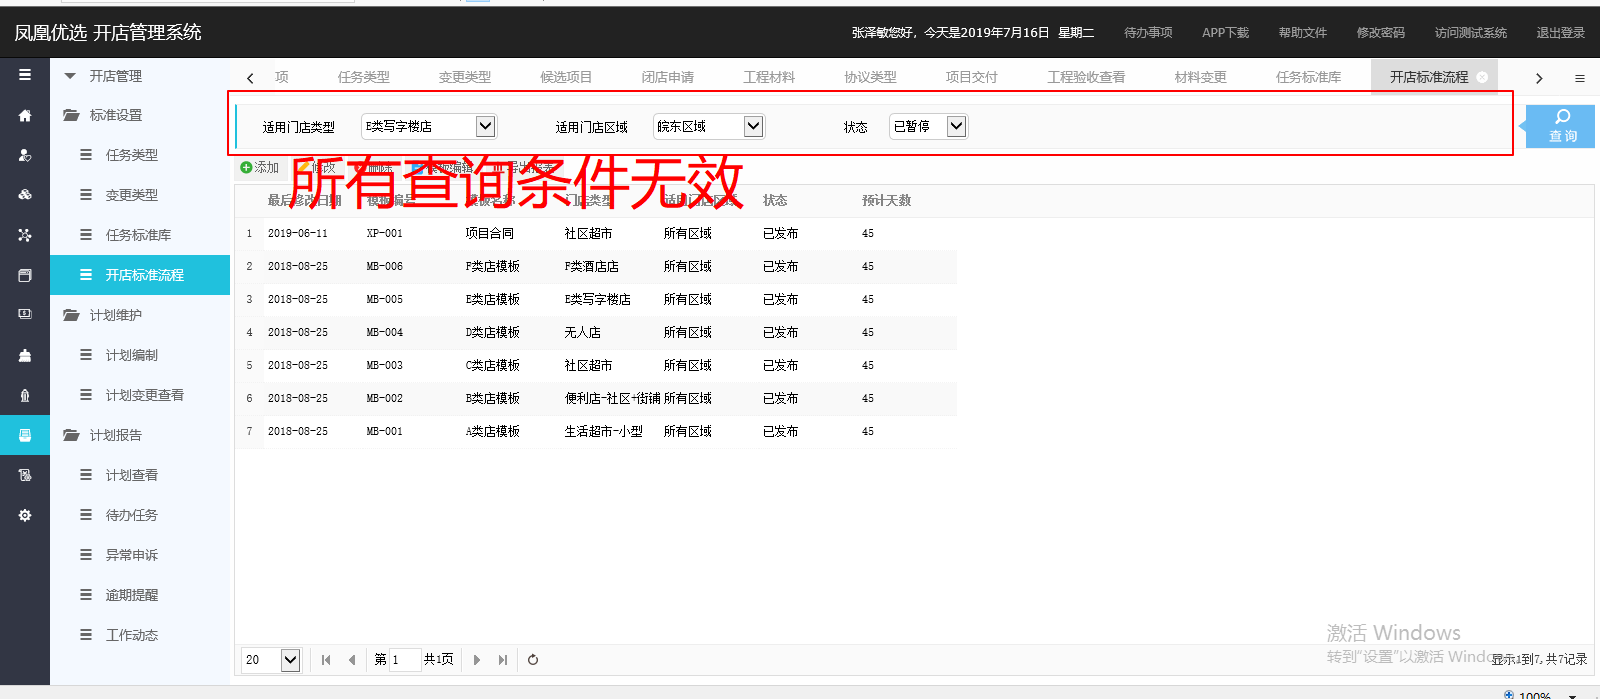 凤凰优选 开店管理系统
张泽敏您好，今天是2019年7月16日 星期二 待办事项 APP下载 帮助文件 修改密码 访问测试系统 退出登录
开店管理
项 任务类型 变更类型 候选项目 闭店申请 工程材料 协议类型 项目交付 工程验收查看 材料变更 任务标准库 开店标准流程
标准设置
任务类型
变更类型
任务标准库
开店标准流程
计划维护
计划编制
计划变更查看
计划报告
计划查看
待办任务
异常申诉
逾期提醒
工作动态
适用门店类型 E类写字楼店 适用门店区域 皖东区域 状态 已暂停
查询
添加 修改 删除 模板编辑 导出报表
所有查询条件无效
最后修改日期 模板编号 模板名称 门店类型 适用门店区域 状态 预计天数
1 2019-06-11 XP-001 项目合同 社区超市 所有区域 已发布 45
2 2018-08-25 MB-006 F类店模板 F类酒店店 所有区域 已发布 45
3 2018-08-25 MB-005 E类店模板 E类写字楼店 所有区域 已发布 45
4 2018-08-25 MB-004 D类店模板 无人店 所有区域 已发布 45
5 2018-08-25 MB-003 C类店模板 社区超市 所有区域 已发布 45
6 2018-08-25 MB-002 B类店模板 便利店-社区+街铺 所有区域 已发布 45
7 2018-08-25 MB-001 A类店模板 生活超市-小型 所有区域 已发布 45
激活 Windows
转到"设置"以激活 Windows
20 第 1 共1页 显示1到7,共7记录
100%